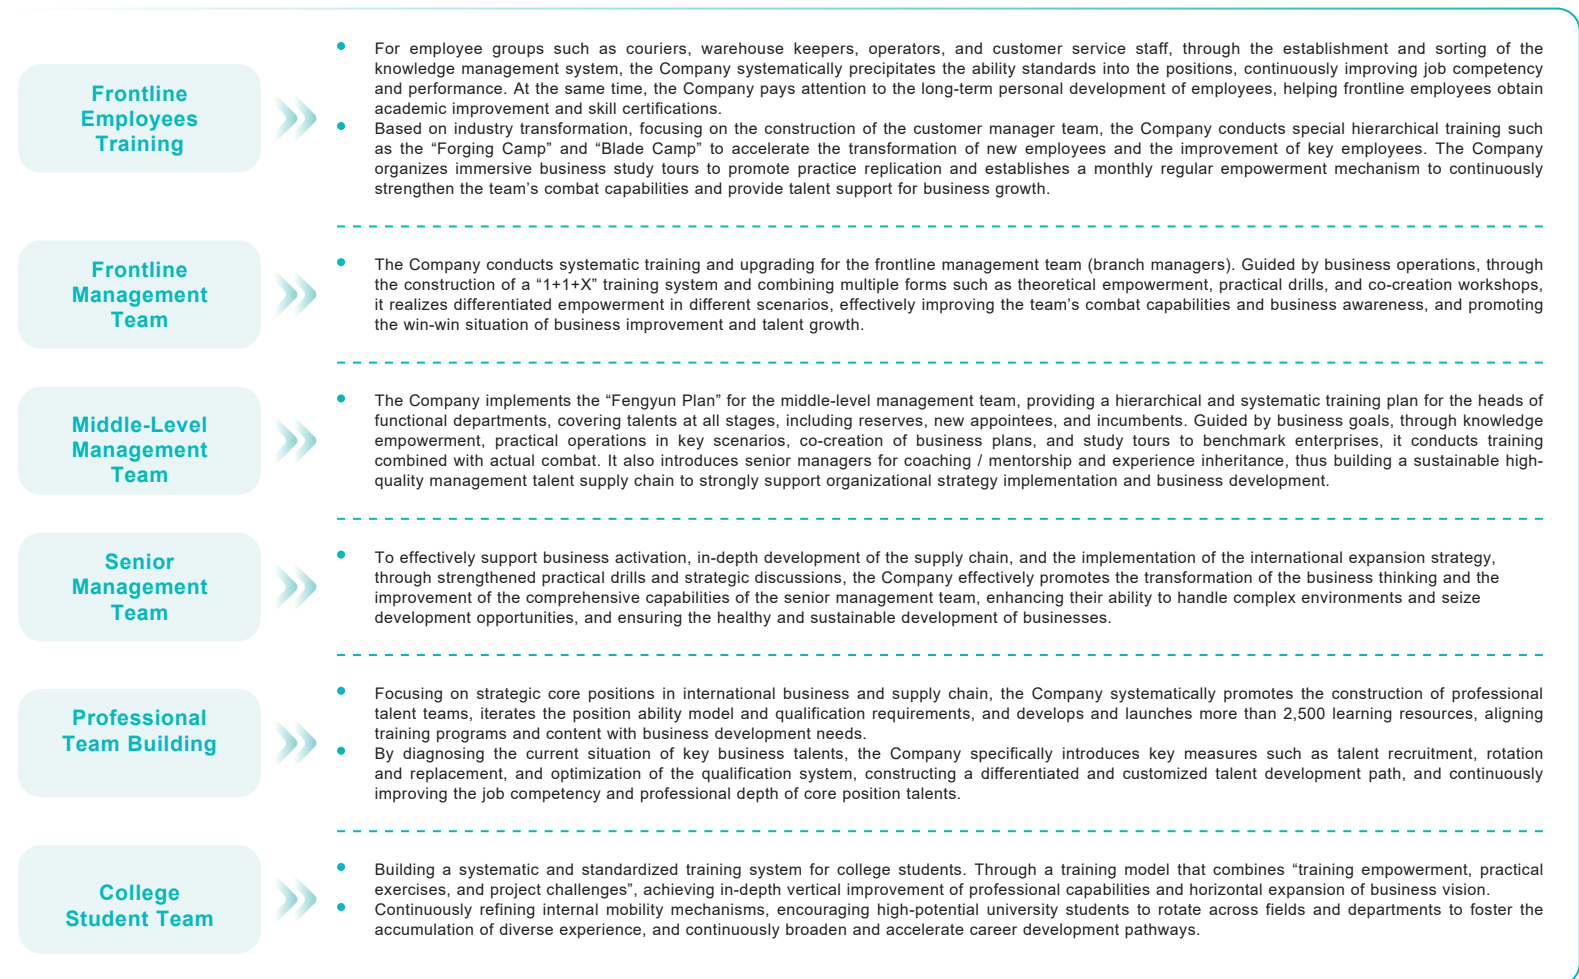 Frontline
Employees
Training
For employee groups such as couriers, warehouse keepers, operators, and customer service staff, through the establishment and sorting of the
knowledge management system, the Company systematically precipitates the ability standards into the positions, continuously improving job competency
and performance. At the same time, the Company pays attention to the long-term personal development of employees, helping frontline employees obtain
academic improvement and skill certifications.
Based on industry transformation, focusing on the construction of the customer manager team, the Company conducts special hierarchical training such
as the “Forging Camp” and “Blade Camp” to accelerate the transformation of new employees and the improvement of key employees. The Company
organizes immersive business study tours to promote practice replication and establishes a monthly regular empowerment mechanism to continuously
strengthen the team’s combat capabilities and provide talent support for business growth.
Frontline
Management
Team
The Company conducts systematic training and upgrading for the frontline management team (branch managers). Guided by business operations, through
the construction of a “1+1+X” training system and combining multiple forms such as theoretical empowerment, practical drills, and co-creation workshops,
it realizes differentiated empowerment in different scenarios, effectively improving the team’s combat capabilities and business awareness, and promoting
the win-win situation of business improvement and talent growth.
Middle-Level
Management
Team
The Company implements the “Fengyun Plan” for the middle-level management team, providing a hierarchical and systematic training plan for the heads of
functional departments, covering talents at all stages, including reserves, new appointees, and incumbents. Guided by business goals, through knowledge
empowerment, practical operations in key scenarios, co-creation of business plans, and study tours to benchmark enterprises, it conducts training
combined with actual combat. It also introduces senior managers for coaching / mentorship and experience inheritance, thus building a sustainable high-
quality management talent supply chain to strongly support organizational strategy implementation and business development.
Senior
Management
Team
To effectively support business activation, in-depth development of the supply chain, and the implementation of the international expansion strategy,
through strengthened practical drills and strategic discussions, the Company effectively promotes the transformation of the business thinking and the
improvement of the comprehensive capabilities of the senior management team, enhancing their ability to handle complex environments and seize
development opportunities, and ensuring the healthy and sustainable development of businesses.
Professional
Team Building
Focusing on strategic core positions in international business and supply chain, the Company systematically promotes the construction of professional
talent teams, iterates the position ability model and qualification requirements, and develops and launches more than 2,500 learning resources, aligning
training programs and content with business development needs.
By diagnosing the current situation of key business talents, the Company specifically introduces key measures such as talent recruitment, rotation
and replacement, and optimization of the qualification system, constructing a differentiated and customized talent development path, and continuously
improving the job competency and professional depth of core position talents.
College
Student Team
Building a systematic and standardized training system for college students. Through a training model that combines “training empowerment, practical
exercises, and project challenges”, achieving in-depth vertical improvement of professional capabilities and horizontal expansion of business vision.
Continuously refining internal mobility mechanisms, encouraging high-potential university students to rotate across fields and departments to foster the
accumulation of diverse experience, and continuously broaden and accelerate career development pathways.